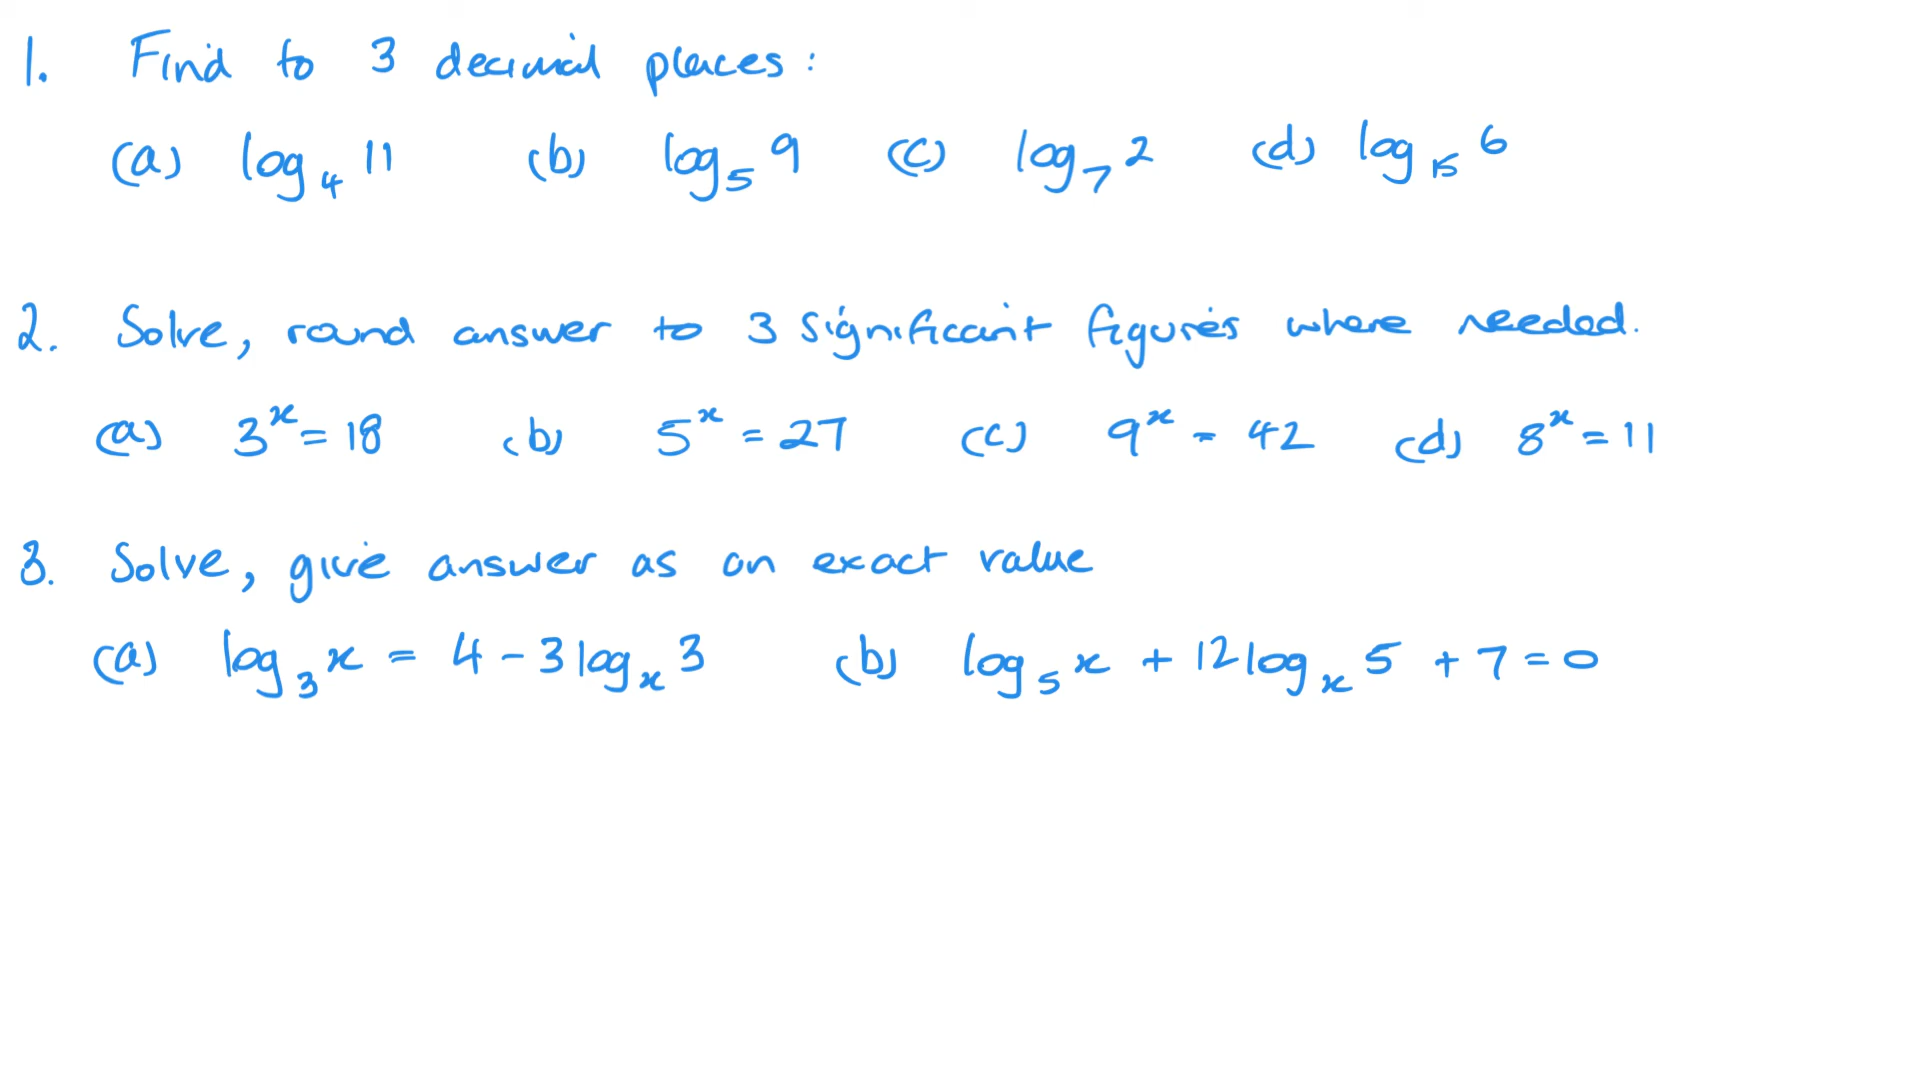 1. Find to 3 decimal places:
(a) log₄ 11 (b) log₅ 9 (c) log₇ 2 (d) log₁₅ 6
2. Solve, round answer to 3 significant figures where needed.
(a) 3ˣ = 18 (b) 5ˣ = 27 (c) 9ˣ = 42 (d) 8ˣ = 11
3. Solve, give answer as an exact value
(a) log₃ x = 4 - 3 logₓ 3 (b) log₅ x + 12 logₓ 5 + 7 = 0